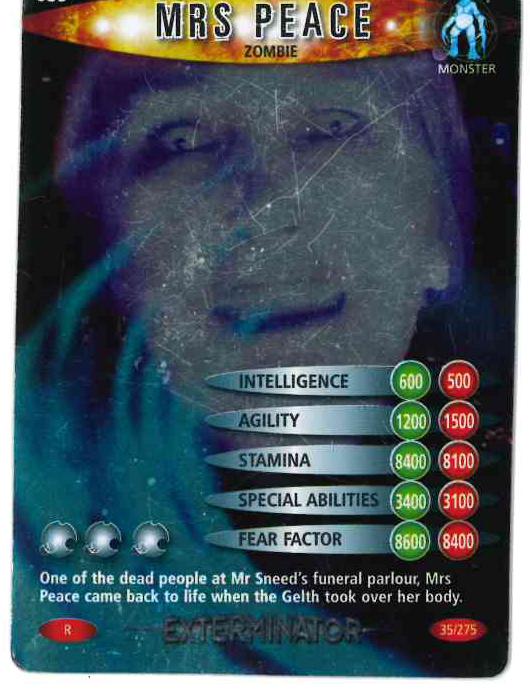 MRS PEACE
ZOMBIE
MONSTER
INTELLIGENCE 600 500
AGILITY 1200 1500
STAMINA 8400 8100
SPECIAL ABILITIES 3400 3100
FEAR FACTOR 8600 8400
One of the dead people at Mr Sneed's funeral parlour, Mrs
Peace came back to life when the Gelth took over her body.
R EXTERMINATOR 35/275